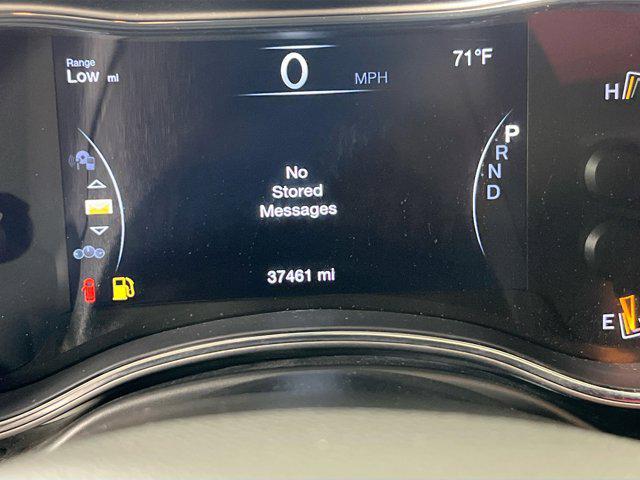 Range
Low mi
0 MPH
71°F
H
P
R
N
D
No
Stored
Messages
37461 mi
E